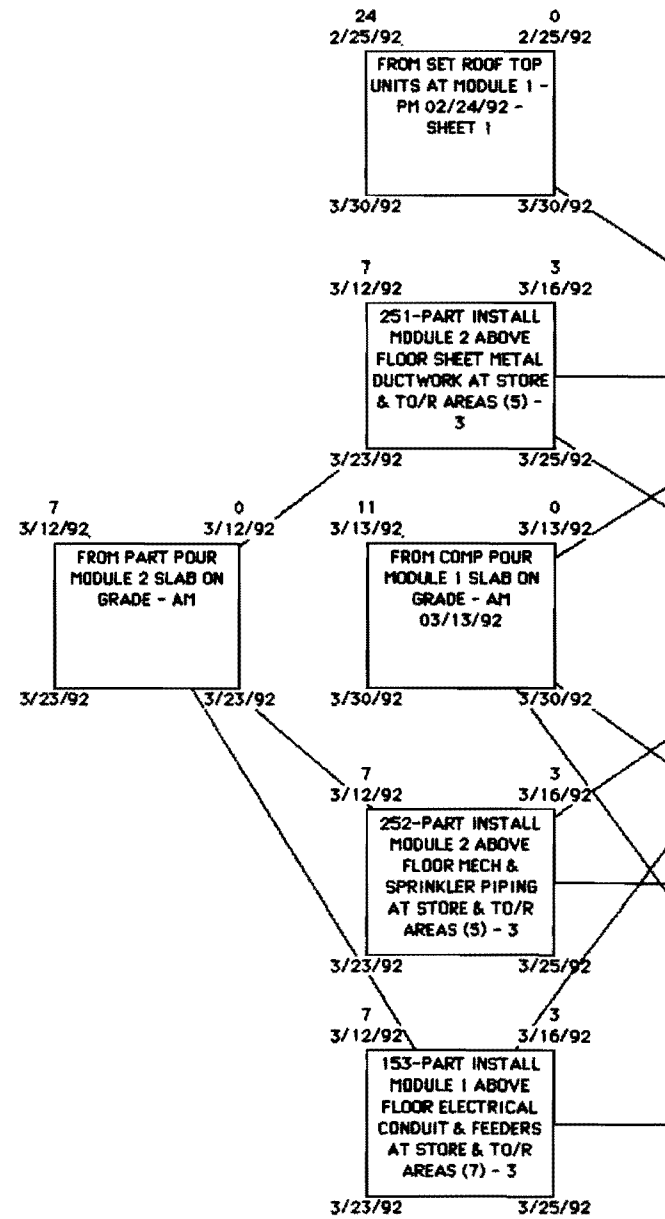 24 0
2/25/92 2/25/92
FROM SET ROOF TOP
UNITS AT MODULE 1 -
PM 02/24/92 -
SHEET 1
3/30/92 3/30/92
7 3
3/12/92 3/16/92
251-PART INSTALL
MODULE 2 ABOVE
FLOOR SHEET METAL
DUCTWORK AT STORE
& TO/R AREAS (5) -
3
3/23/92 3/25/92
7 0
3/12/92 3/12/92
FROM PART POUR
MODULE 2 SLAB ON
GRADE - AM
3/23/92 3/23/92
11 0
3/13/92 3/13/92
FROM COMP POUR
MODULE 1 SLAB ON
GRADE - AM
03/13/92
3/30/92 3/30/92
7 3
3/12/92 3/16/92
252-PART INSTALL
MODULE 2 ABOVE
FLOOR MECH &
SPRINKLER PIPING
AT STORE & TO/R
AREAS (5) - 3
3/23/92 3/25/92
7 3
3/12/92 3/16/92
153-PART INSTALL
MODULE 1 ABOVE
FLOOR ELECTRICAL
CONDUIT & FEEDERS
AT STORE & TO/R
AREAS (7) - 3
3/23/92 3/25/92